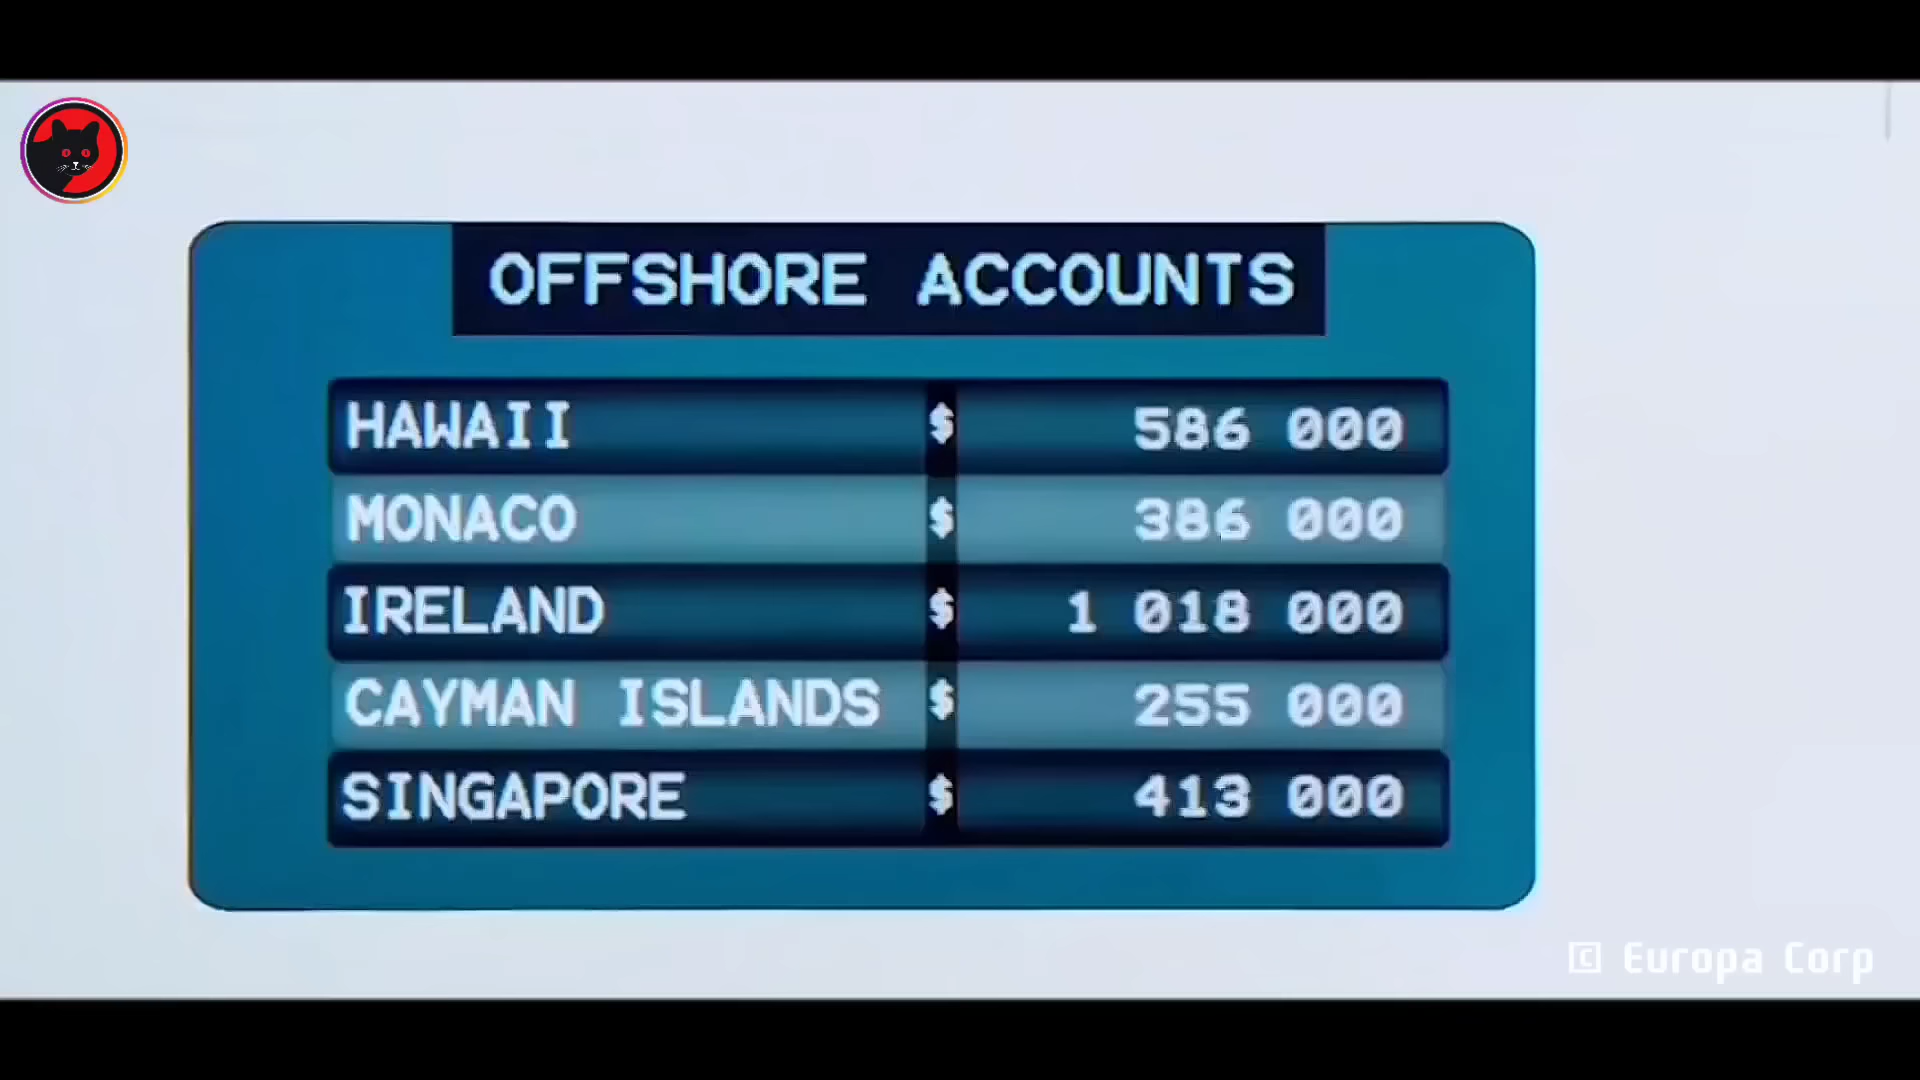 OFFSHORE ACCOUNTS
HAWAII $ 586 000
MONACO $ 386 000
IRELAND $ 1 018 000
CAYMAN ISLANDS $ 255 000
SINGAPORE $ 413 000
© Europa Corp